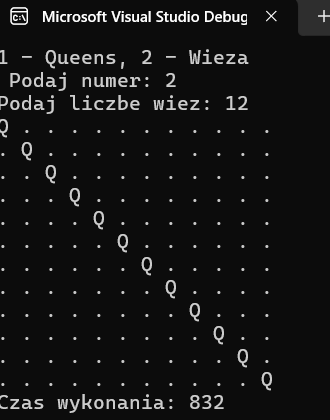 Microsoft Visual Studio Debug
1 - Queens, 2 - Wieza
Podaj numer: 2
Podaj liczbe wiez: 12
Q . . . . . . . . . . .
. Q . . . . . . . . . .
. . Q . . . . . . . . .
. . . Q . . . . . . . .
. . . . Q . . . . . . .
. . . . . Q . . . . . .
. . . . . . Q . . . . .
. . . . . . . Q . . . .
. . . . . . . . Q . . .
. . . . . . . . . Q . .
. . . . . . . . . . Q .
. . . . . . . . . . . Q
Czas wykonania: 832